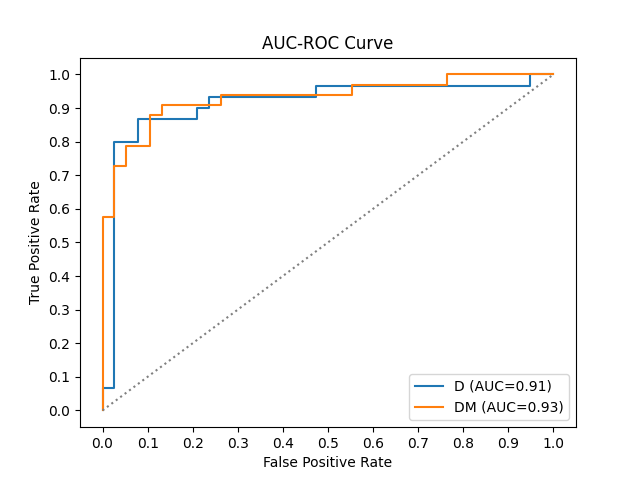 AUC-ROC Curve
True Positive Rate
1.0
0.9
0.8
0.7
0.6
0.5
0.4
0.3
0.2
0.1
0.0
D (AUC=0.91)
DM (AUC=0.93)
0.0 0.1 0.2 0.3 0.4 0.5 0.6 0.7 0.8 0.9 1.0
False Positive Rate